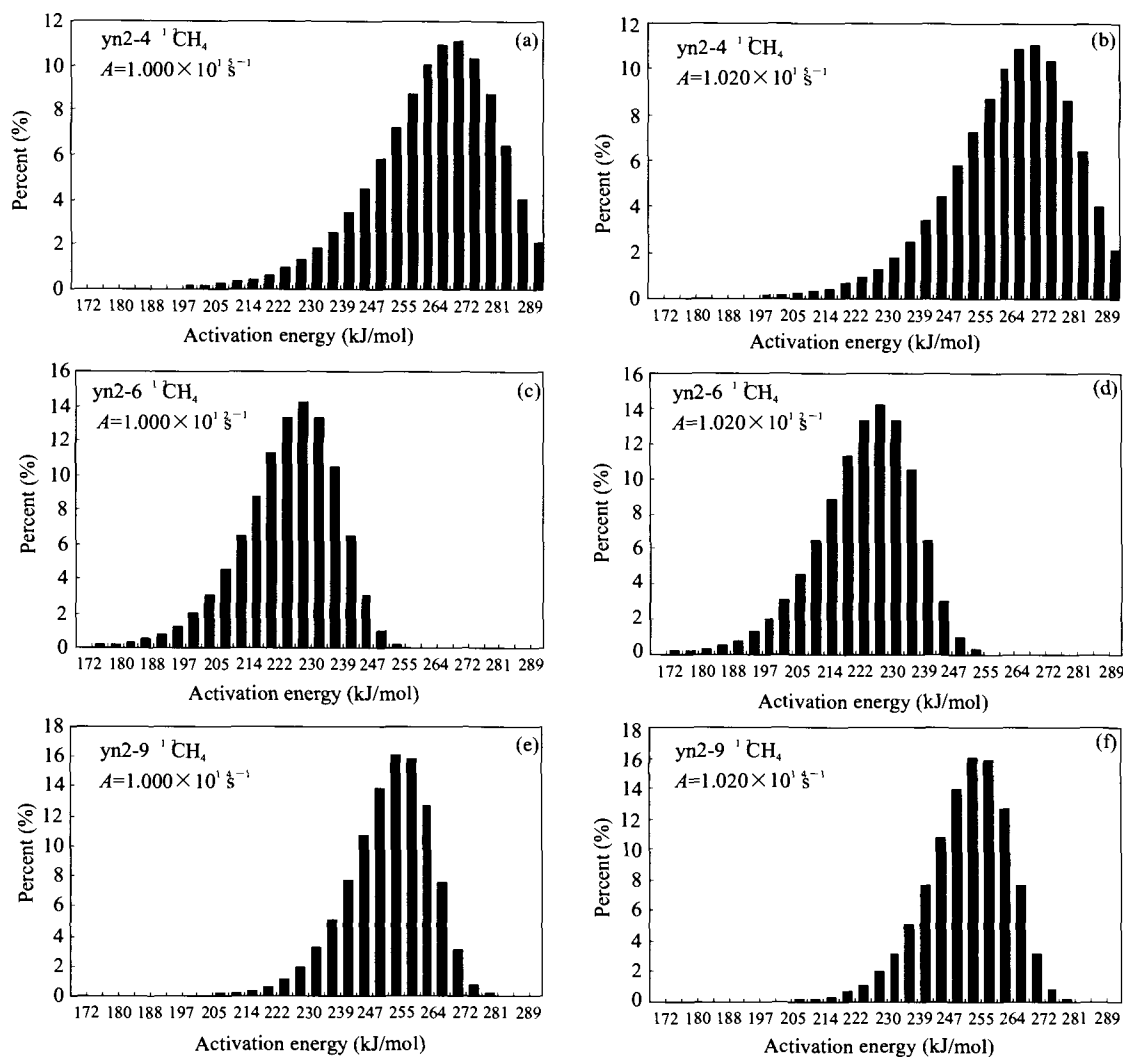 12
10
8
6
4
2
0
Percent (%)
yn2-4 ¹²CH₄
(a)
172 180 188 197 205 214 222 230 239 247 255 264 272 281 289
Activation energy (kJ/mol)
12
10
8
6
4
2
0
Percent (%)
yn2-4 ¹²CH₄
(b)
172 180 188 197 205 214 222 230 239 247 255 264 272 281 289
Activation energy (kJ/mol)
16
14
12
10
8
6
4
2
0
Percent (%)
yn2-6 ¹²CH₄
(c)
172 180 188 197 205 214 222 230 239 247 255 264 272 281 289
Activation energy (kJ/mol)
16
14
12
10
8
6
4
2
0
Percent (%)
yn2-6 ¹²CH₄
(d)
172 180 188 197 205 214 222 230 239 247 255 264 272 281 289
Activation energy (kJ/mol)
18
16
14
12
10
8
6
4
2
0
Percent (%)
yn2-9 ¹²CH₄
(e)
172 180 188 197 205 214 222 230 239 247 255 264 272 281 289
Activation energy (kJ/mol)
18
16
14
12
10
8
6
4
2
0
Percent (%)
yn2-9 ¹²CH₄
(f)
172 180 188 197 205 214 222 230 239 247 255 264 272 281 289
Activation energy (kJ/mol)